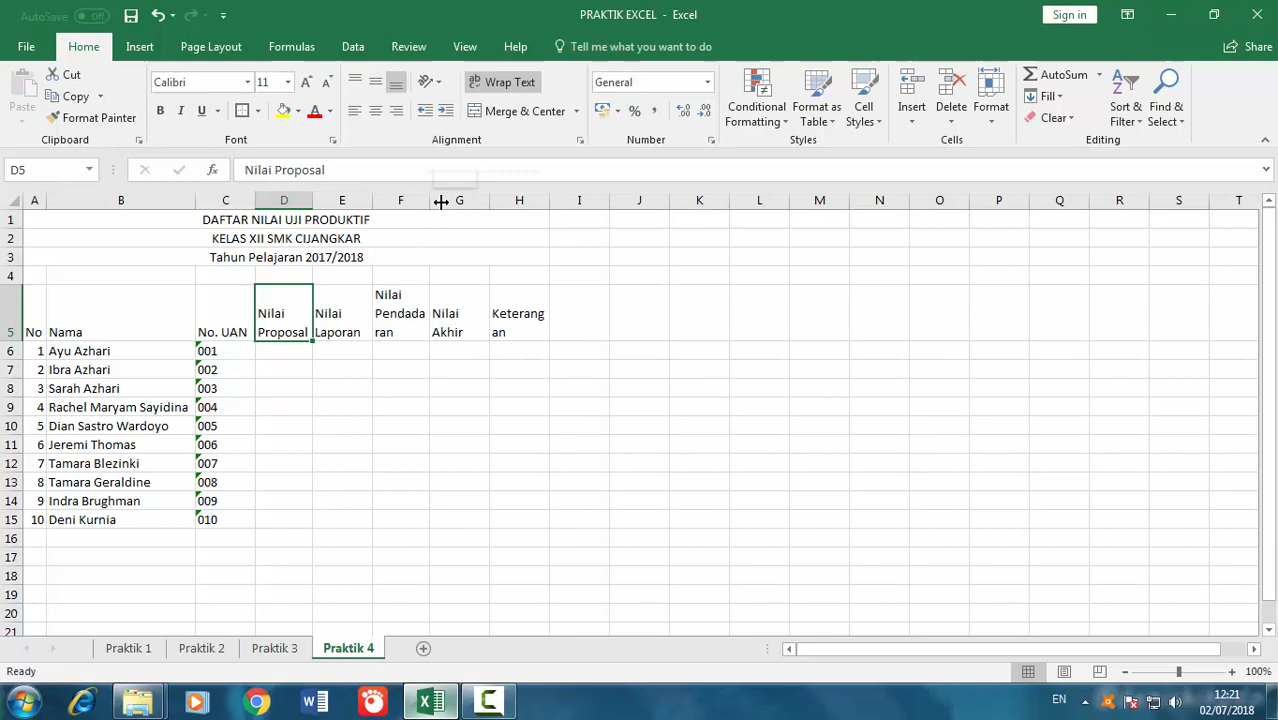 AutoSave Off
PRAKTIK EXCEL - Excel
Sign in
File Home Insert Page Layout Formulas Data Review View Help Tell me what you want to do Share
Paste
Cut
Copy
Format Painter
Clipboard
Calibri 11
B I U
Font
Wrap Text
Merge & Center
Alignment
General
Number
Conditional Formatting
Format as Table
Cell Styles
Styles
Insert Delete Format
Cells
AutoSum
Fill
Clear
Sort & Filter
Find & Select
Editing
D5 fx Nilai Proposal
A B C D E F G H I J K L M N O P Q R S T
1 DAFTAR NILAI UJI PRODUKTIF
2 KELAS XII SMK CIJANGKAR
3 Tahun Pelajaran 2017/2018
4
5 No Nama No. UAN Nilai Proposal Nilai Laporan Nilai Pendada ran Nilai Akhir Keterang an
6 1 Ayu Azhari 001
7 2 Ibra Azhari 002
8 3 Sarah Azhari 003
9 4 Rachel Maryam Sayidina 004
10 5 Dian Sastro Wardoyo 005
11 6 Jeremi Thomas 006
12 7 Tamara Blezinki 007
13 8 Tamara Geraldine 008
14 9 Indra Brughman 009
15 10 Deni Kurnia 010
16
17
18
19
20
21
Praktik 1 Praktik 2 Praktik 3 Praktik 4
Ready 100%
EN 12:21
02/07/2018